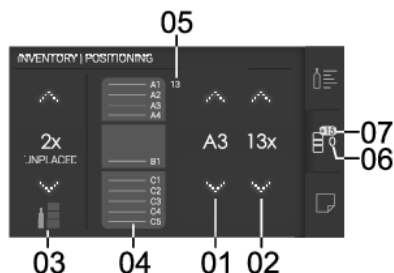 05
INVENTORY | POSITIONING
A1 13
A2
A3
A4
2x
UNPLACED
A3
13x
B1
C1
C2
C3
C4
C5
+15
07
06
03
04
01
02